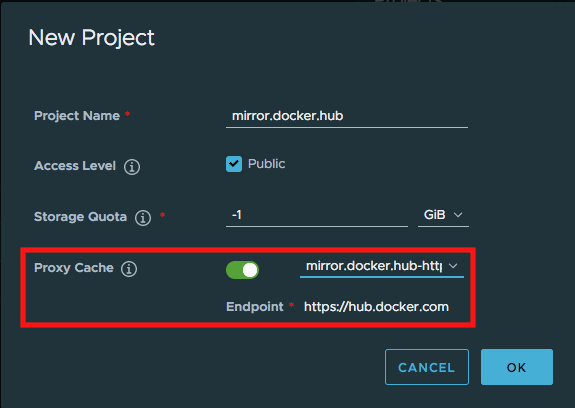 New Project
Project Name *
mirror.docker.hub
Access Level
Public
Storage Quota *
-1
GiB
Proxy Cache
mirror.docker.hub-http
Endpoint *
https://hub.docker.com
CANCEL
OK